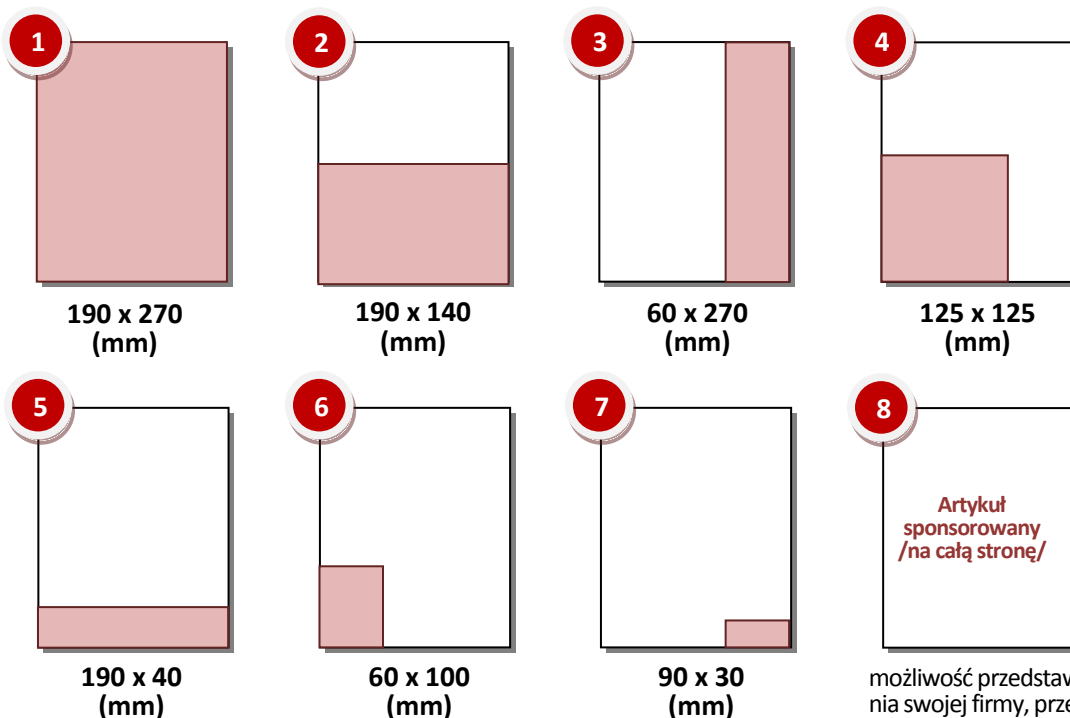 1
2
3
4
190 x 270
(mm)
190 x 140
(mm)
60 x 270
(mm)
125 x 125
(mm)
5
6
7
8
Artykuł
sponsorowany
/na całą stronę/
190 x 40
(mm)
60 x 100
(mm)
90 x 30
(mm)
możliwość przedstaw
nia swojej firmy, prze